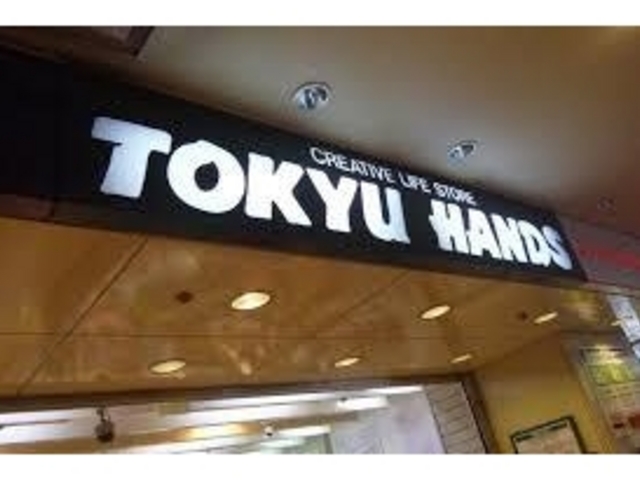 CREATIVE LIFE STORE
TOKYU HANDS